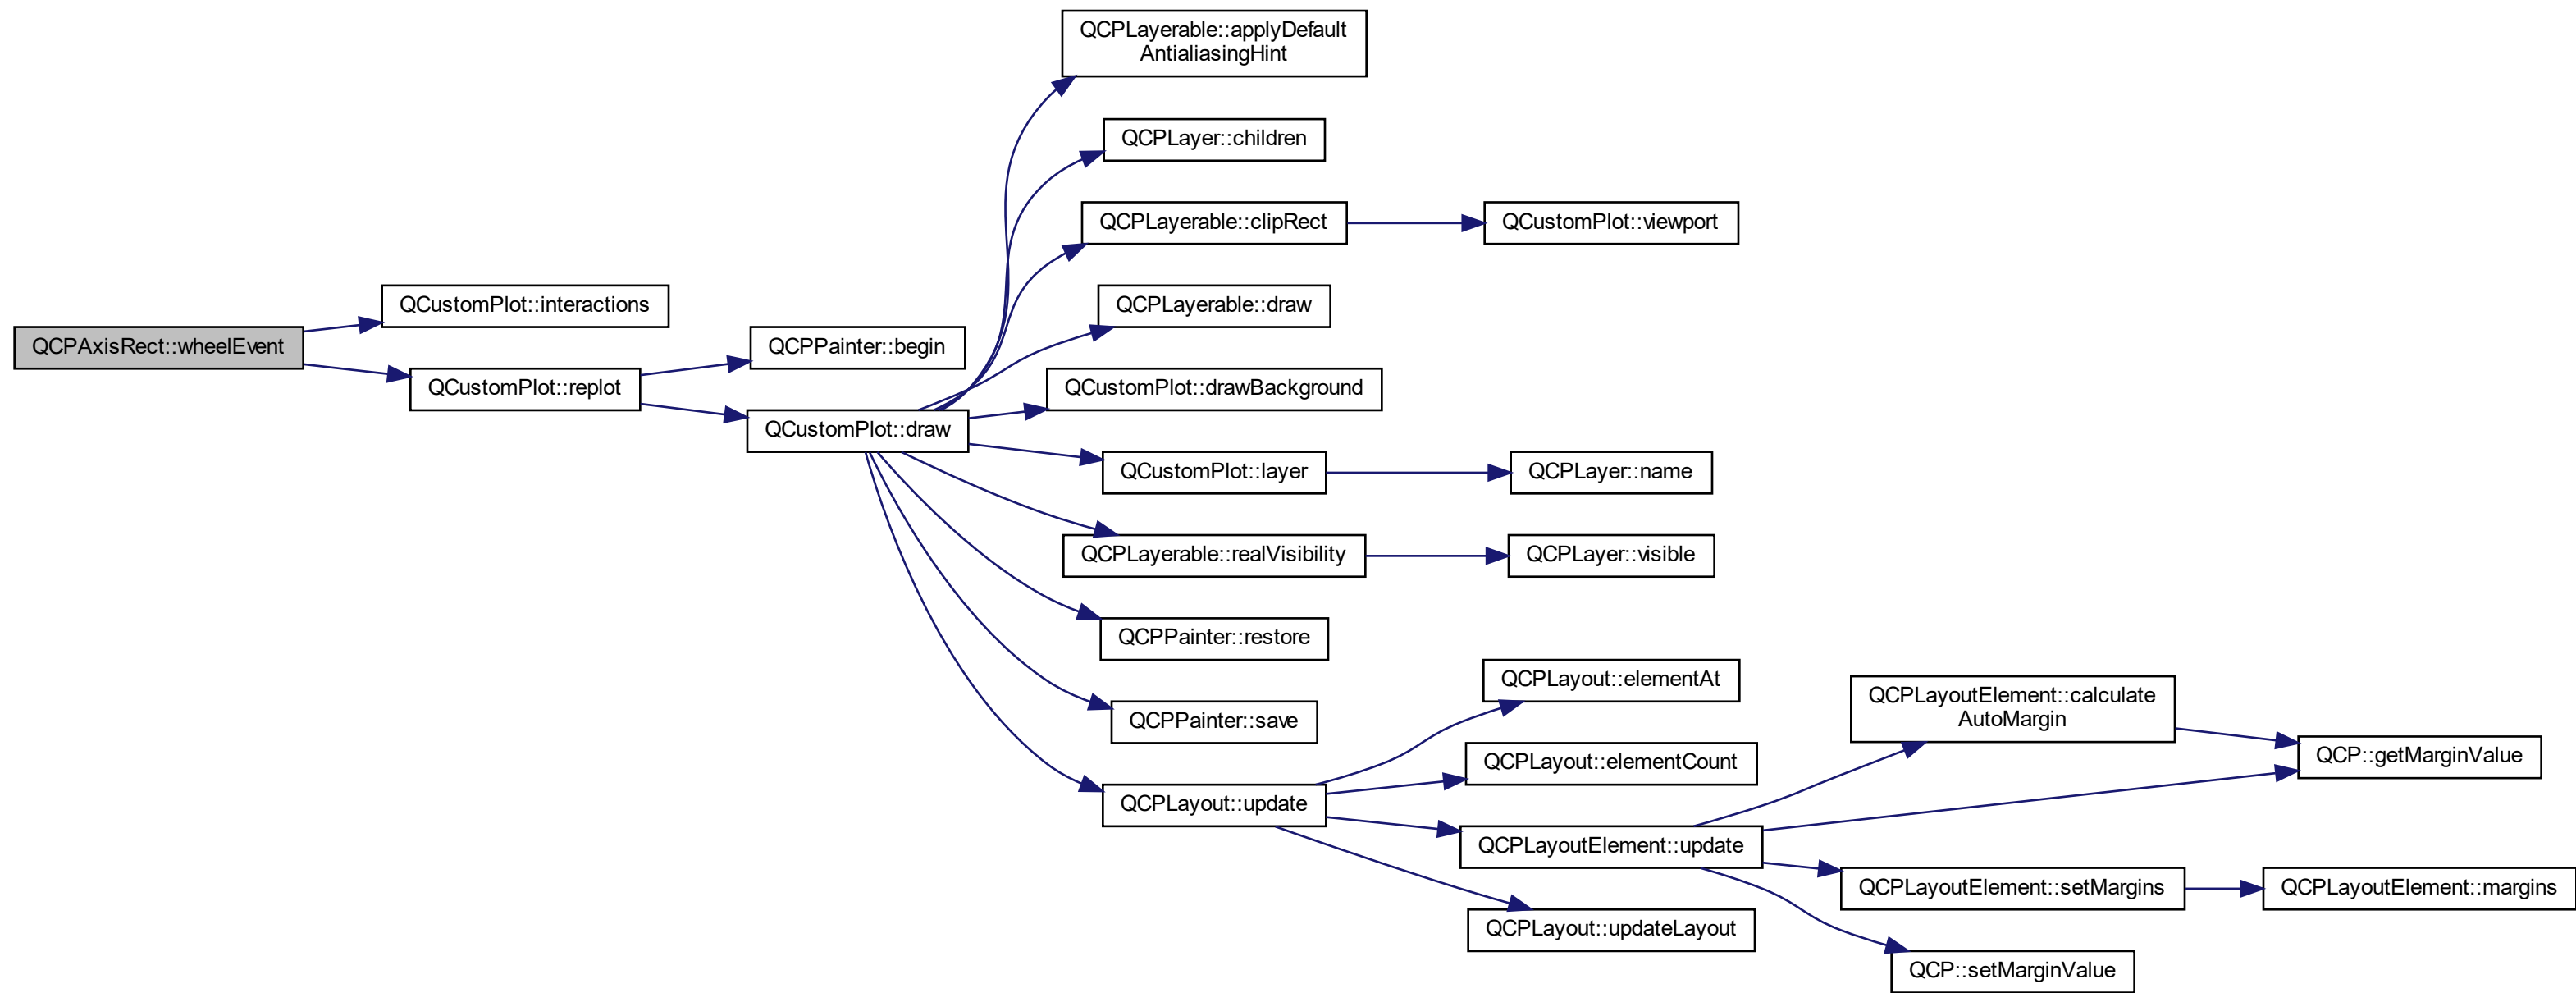 QCPAxisRect::wheelEvent
QCustomPlot::interactions
QCustomPlot::replot
QCPPainter::begin
QCustomPlot::draw
QCPLayerable::applyDefault
AntialiasingHint
QCPLayer::children
QCPLayerable::clipRect
QCustomPlot::viewport
QCPLayerable::draw
QCustomPlot::drawBackground
QCustomPlot::layer
QCPLayer::name
QCPLayerable::realVisibility
QCPLayer::visible
QCPPainter::restore
QCPPainter::save
QCPLayout::update
QCPLayout::elementAt
QCPLayout::elementCount
QCPLayoutElement::update
QCPLayout::updateLayout
QCPLayoutElement::calculate
AutoMargin
QCP::getMarginValue
QCPLayoutElement::setMargins
QCPLayoutElement::margins
QCP::setMarginValue